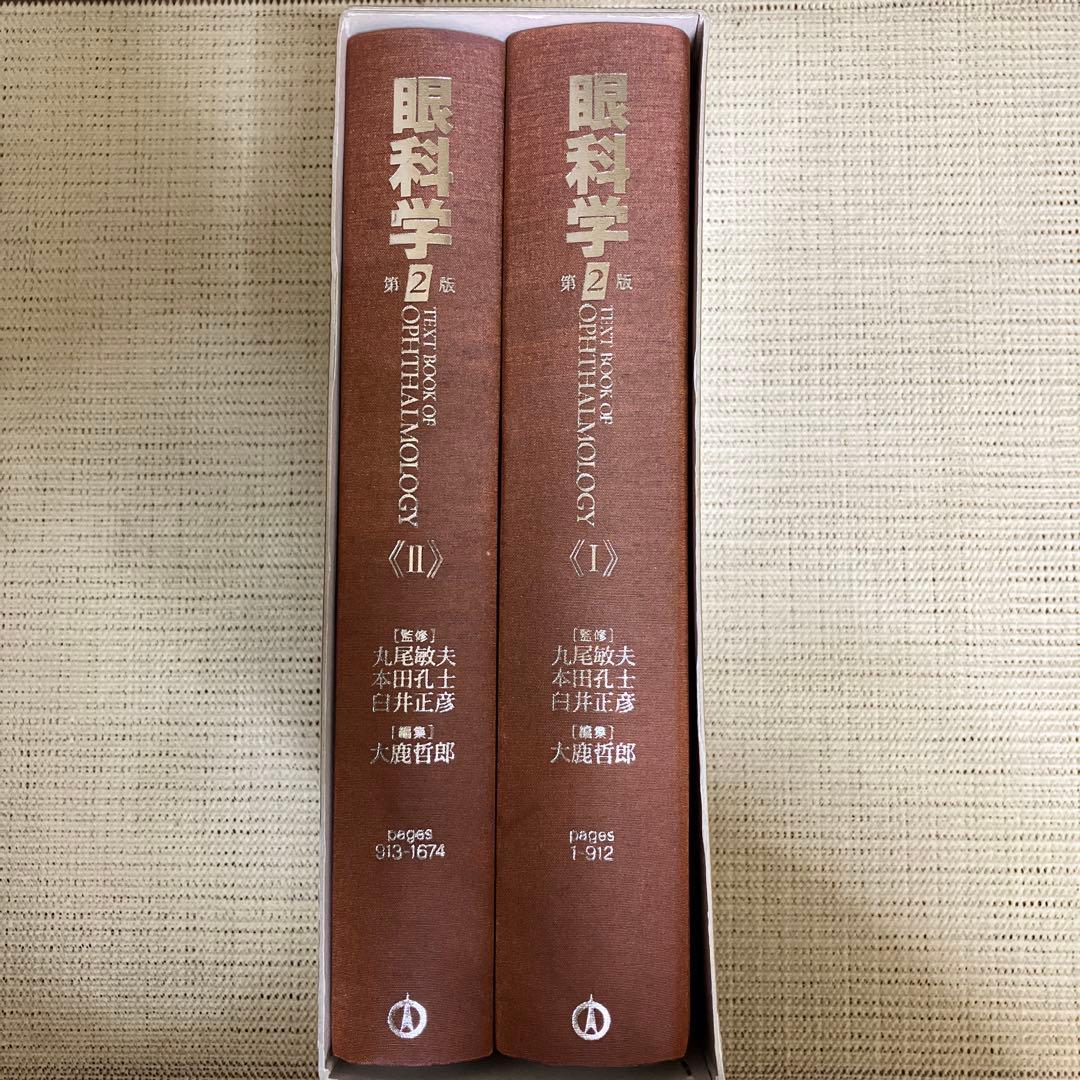 眼科学
第2版
TEXT BOOK OF
OPHTHALMOLOGY
《II》
[監修]
丸尾敏夫
本田孔士
臼井正彦
[編集]
大鹿哲郎
pages
913-1674
眼科学
第2版
TEXT BOOK OF
OPHTHALMOLOGY
《I》
[監修]
丸尾敏夫
本田孔士
臼井正彦
[編集]
大鹿哲郎
pages
1-912